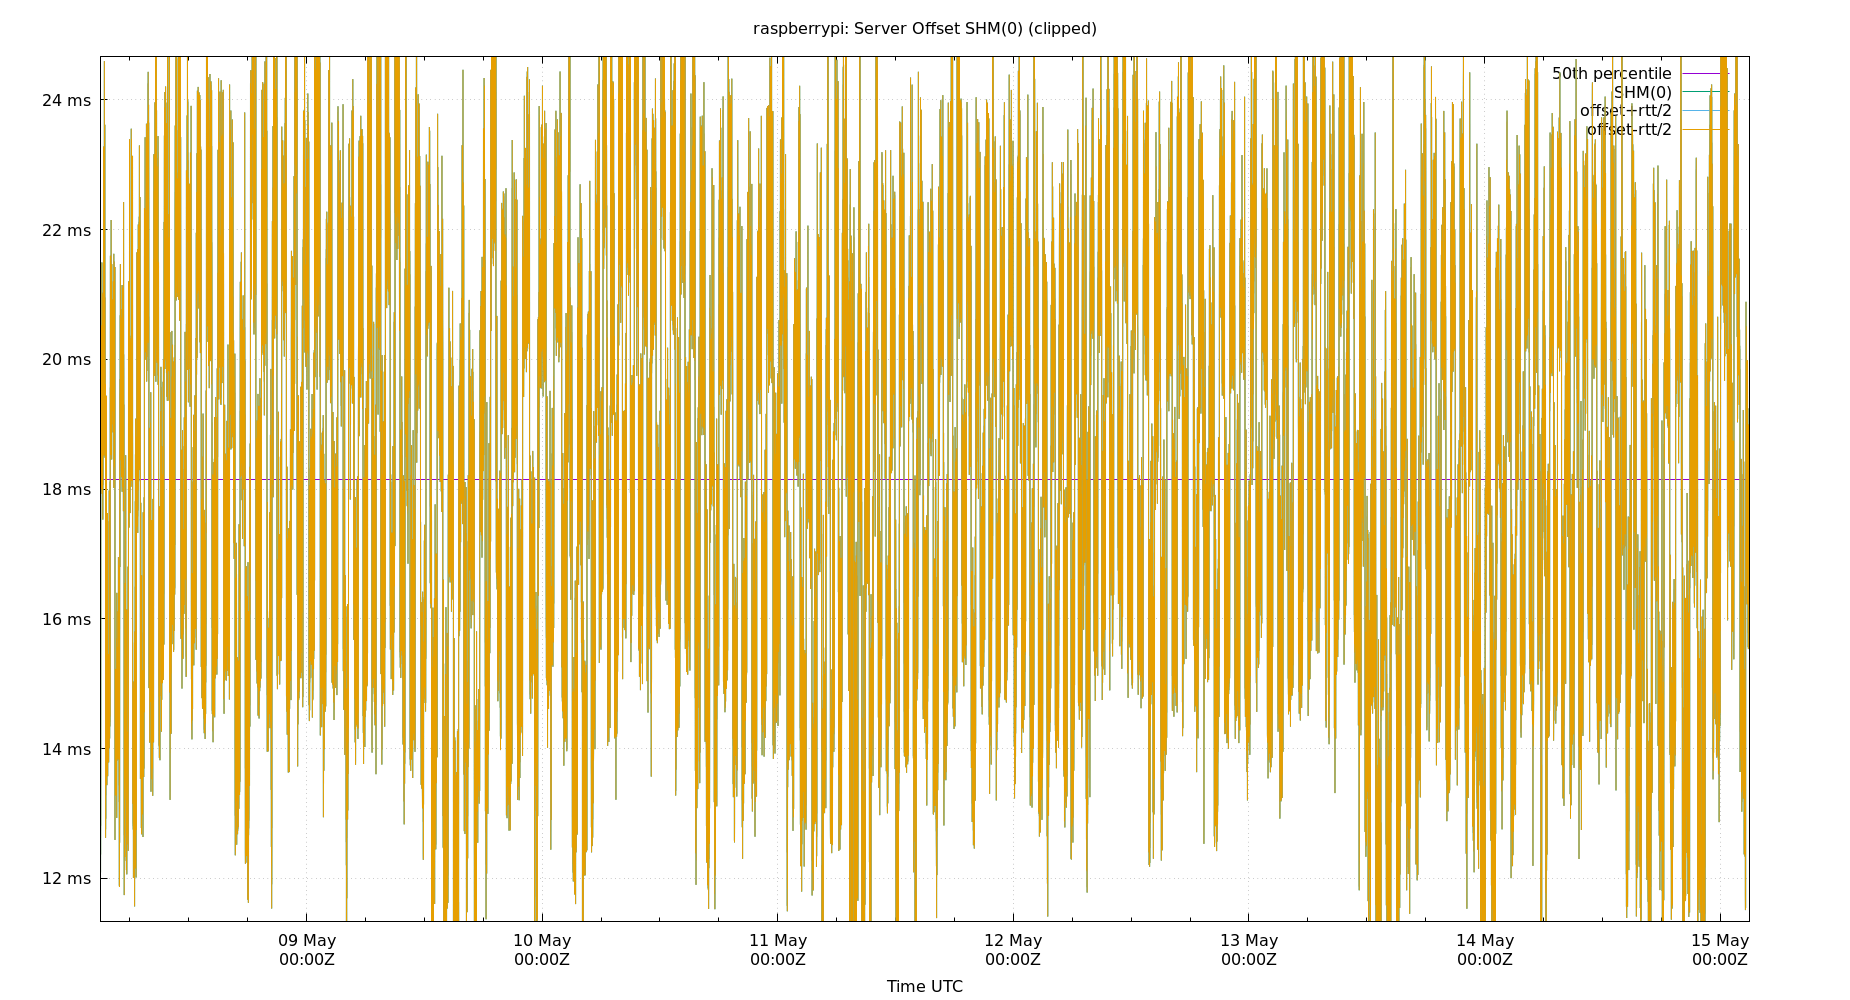 raspberrypi: Server Offset SHM(0) (clipped)
50th percentile
SHM(0)
offset+rtt/2
offset-rtt/2
24 ms
22 ms
20 ms
18 ms
16 ms
14 ms
12 ms
09 May 10 May 11 May 12 May 13 May 14 May 15 May
00:00Z 00:00Z 00:00Z 00:00Z 00:00Z 00:00Z 00:00Z
Time UTC